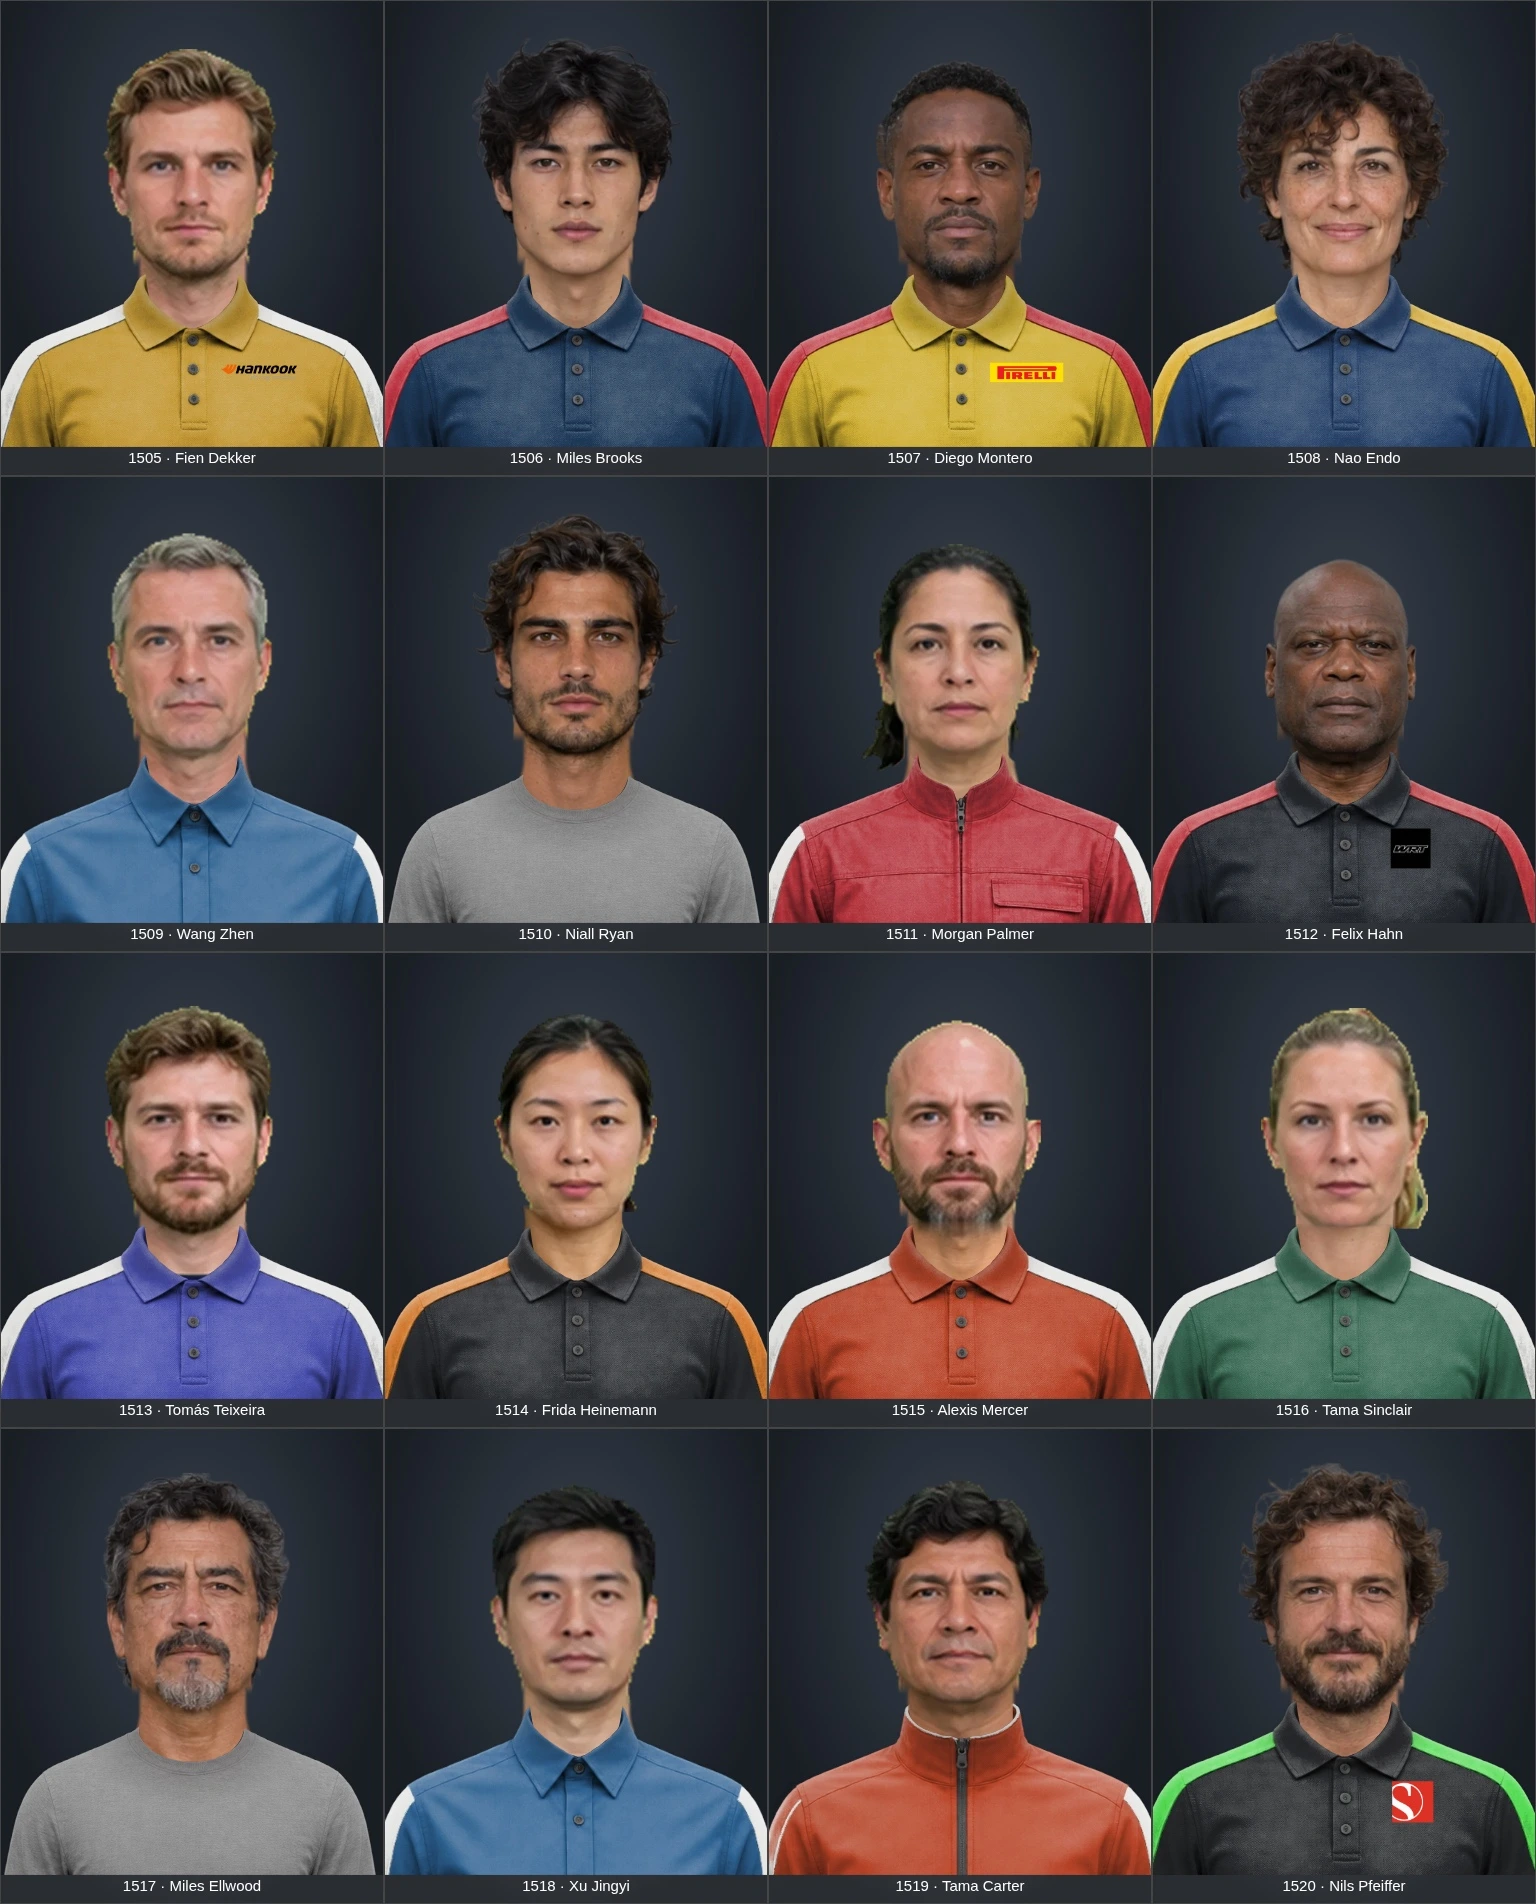 HANKOOK
PIRELLI
1505 · Fien Dekker
1506 · Miles Brooks
1507 · Diego Montero
1508 · Nao Endo
WRT
1509 · Wang Zhen
1510 · Niall Ryan
1511 · Morgan Palmer
1512 · Felix Hahn
1513 · Tomás Teixeira
1514 · Frida Heinemann
1515 · Alexis Mercer
1516 · Tama Sinclair
S
1517 · Miles Ellwood
1518 · Xu Jingyi
1519 · Tama Carter
1520 · Nils Pfeiffer